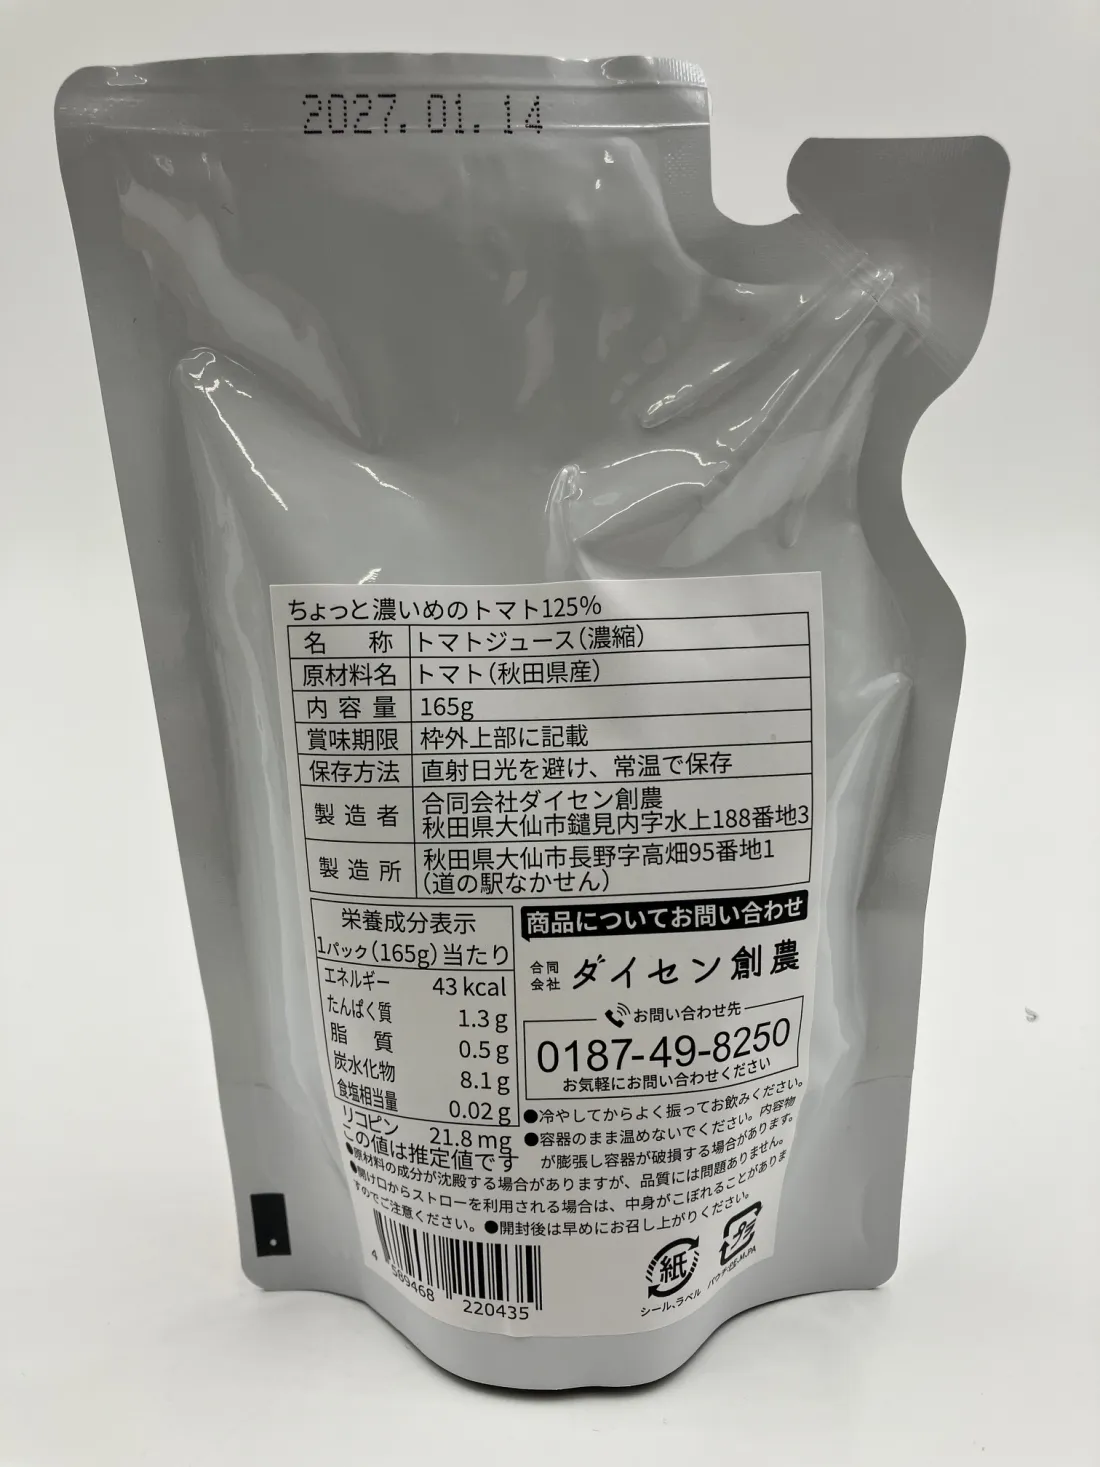 2027.01.14
ちょっと濃いめのトマト125%
名称 トマトジュース(濃縮)
原材料名 トマト(秋田県産)
内容量 165g
賞味期限 枠外上部に記載
保存方法 直射日光を避け、常温で保存
製造者 合同会社ダイセン創農
秋田県大仙市鑓見内字水上188番地3
製造所 秋田県大仙市長野字高畑95番地1
(道の駅なかせん)
栄養成分表示
1パック(165g)当たり
エネルギー 43kcal
たんぱく質 1.3g
脂質 0.5g
炭水化物 8.1g
食塩相当量 0.02g
リコピン 21.8mg
この値は推定値です
商品についてお問い合わせ
合同会社 ダイセン創農
お問い合わせ先
0187-49-8250
お気軽にお問い合わせください
●冷やしてからよく振ってお飲みください。
●容器のまま温めないでください。内容物
が膨張し容器が破損する場合があります。
●原材料の成分が沈殿する場合がありますが、品質には問題ありません。
●開け口からストローを利用される場合は、中身がこぼれることがありま
すのでご注意ください。●開封後は早めにお召し上がりください。
4 589468 220435
紙
シール、ラベル
プラ
パウチ:PE-M,PA